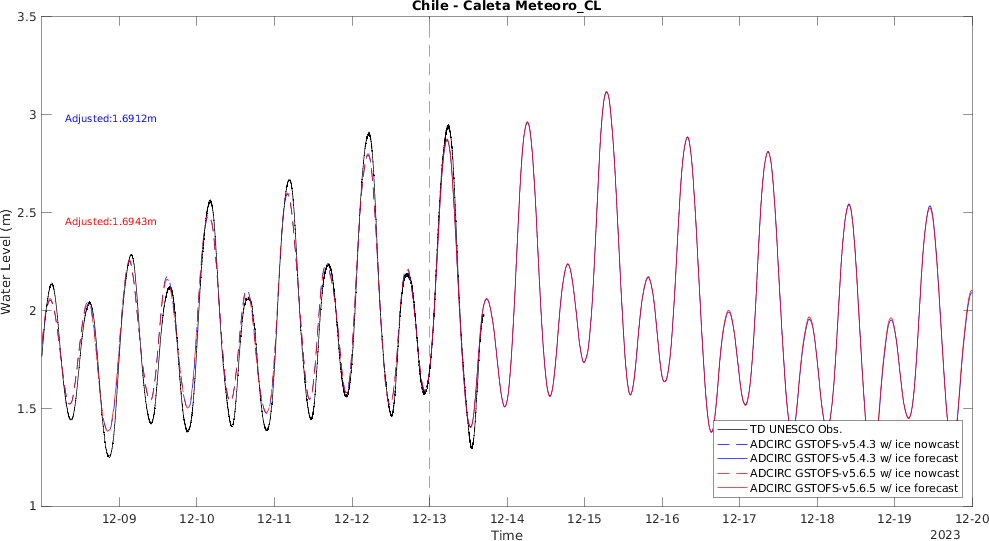 Chile - Caleta Meteoro_CL
3.5
3
2.5
2
1.5
1
Water Level (m)
Adjusted:1.6912m
Adjusted:1.6943m
TD UNESCO Obs.
ADCIRC GSTOFS-v5.4.3 w/ ice nowcast
ADCIRC GSTOFS-v5.4.3 w/ ice forecast
ADCIRC GSTOFS-v5.6.5 w/ ice nowcast
ADCIRC GSTOFS-v5.6.5 w/ ice forecast
12-09 12-10 12-11 12-12 12-13 12-14 12-15 12-16 12-17 12-18 12-19 12-20
Time
2023